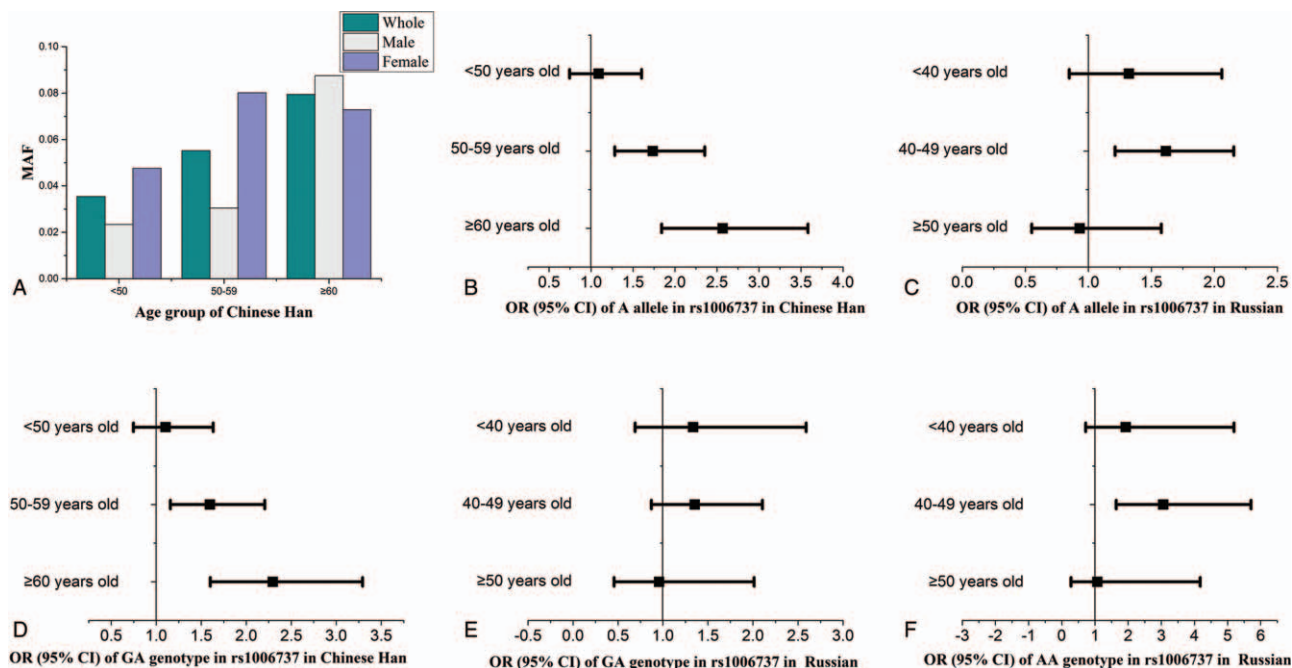 Whole
Male
Female
0.10
0.08
0.06
0.04
0.02
0.00
MAF
<50
50-59
≥60
A
Age group of Chinese Han
<50 years old
50-59 years old
≥60 years old
0.5 1.0 1.5 2.0 2.5 3.0 3.5 4.0
B
OR (95% CI) of A allele in rs1006737 in Chinese Han
<40 years old
40-49 years old
≥50 years old
0.0 0.5 1.0 1.5 2.0 2.5
C
OR (95% CI) of A allele in rs1006737 in Russian
<50 years old
50-59 years old
≥60 years old
0.5 1.0 1.5 2.0 2.5 3.0 3.5
D
OR (95% CI) of GA genotype in rs1006737 in Chinese Han
<40 years old
40-49 years old
≥50 years old
-0.5 0.0 0.5 1.0 1.5 2.0 2.5 3.0
E
OR (95% CI) of GA genotype in rs1006737 in Russian
<40 years old
40-49 years old
≥50 years old
-3 -2 -1 0 1 2 3 4 5 6
F
OR (95% CI) of AA genotype in rs1006737 in Russian